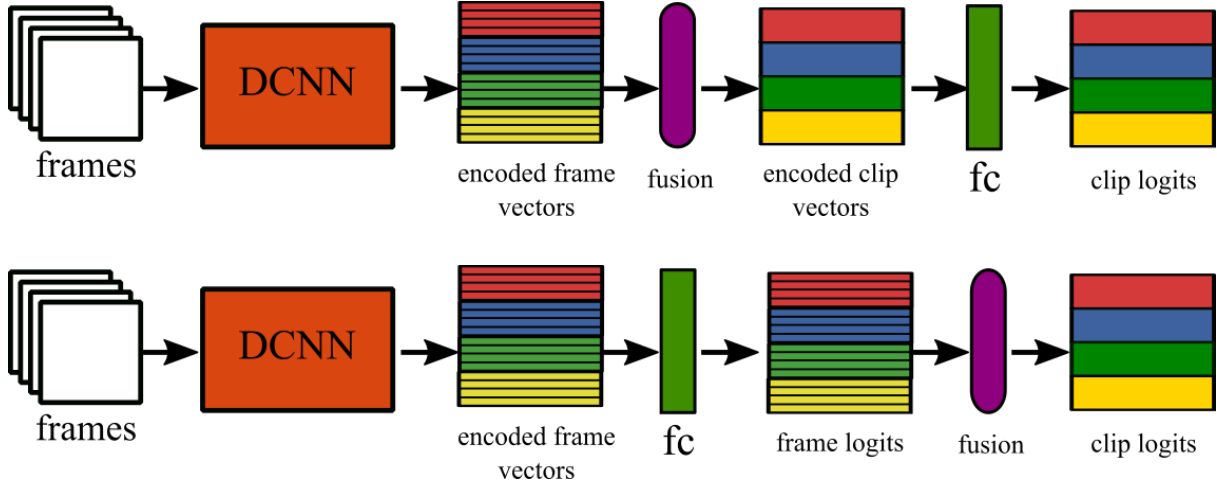 DCNN
frames
encoded frame
vectors
fusion
encoded clip
vectors
fc
clip logits
DCNN
frames
encoded frame
vectors
fc
frame logits
fusion
clip logits